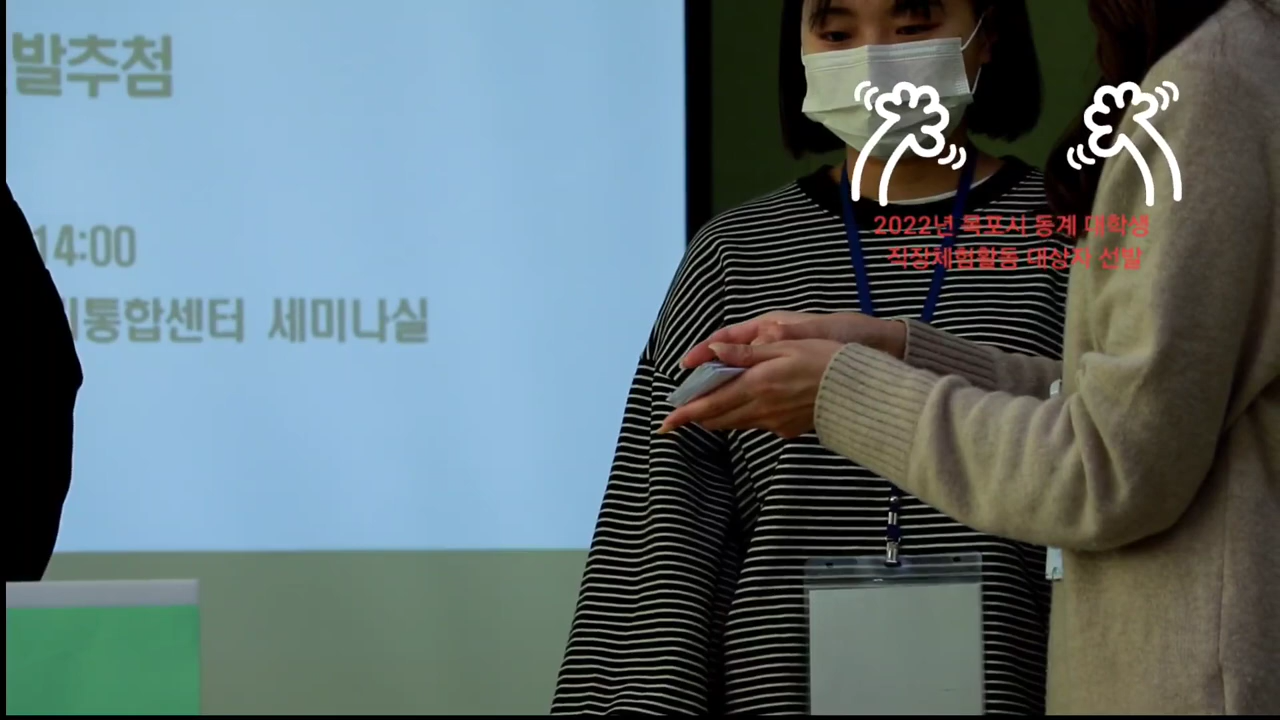 발추첨
14:00
통합센터 세미나실
2022년 목포시 동계 대학생
직장체험활동 대상자 선발